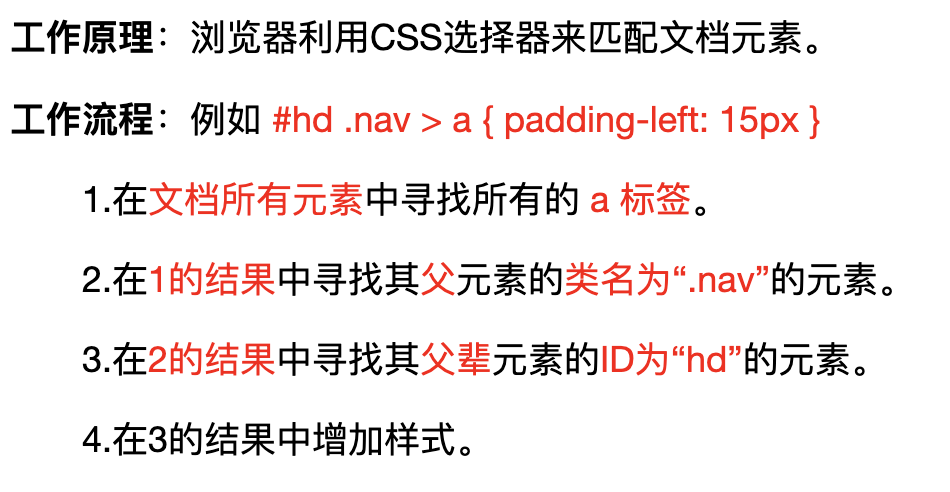 工作原理：浏览器利用CSS选择器来匹配文档元素。
工作流程：例如 #hd .nav > a { padding-left: 15px }
1.在文档所有元素中寻找所有的 a 标签。
2.在1的结果中寻找其父元素的类名为“.nav”的元素。
3.在2的结果中寻找其父辈元素的ID为“hd”的元素。
4.在3的结果中增加样式。